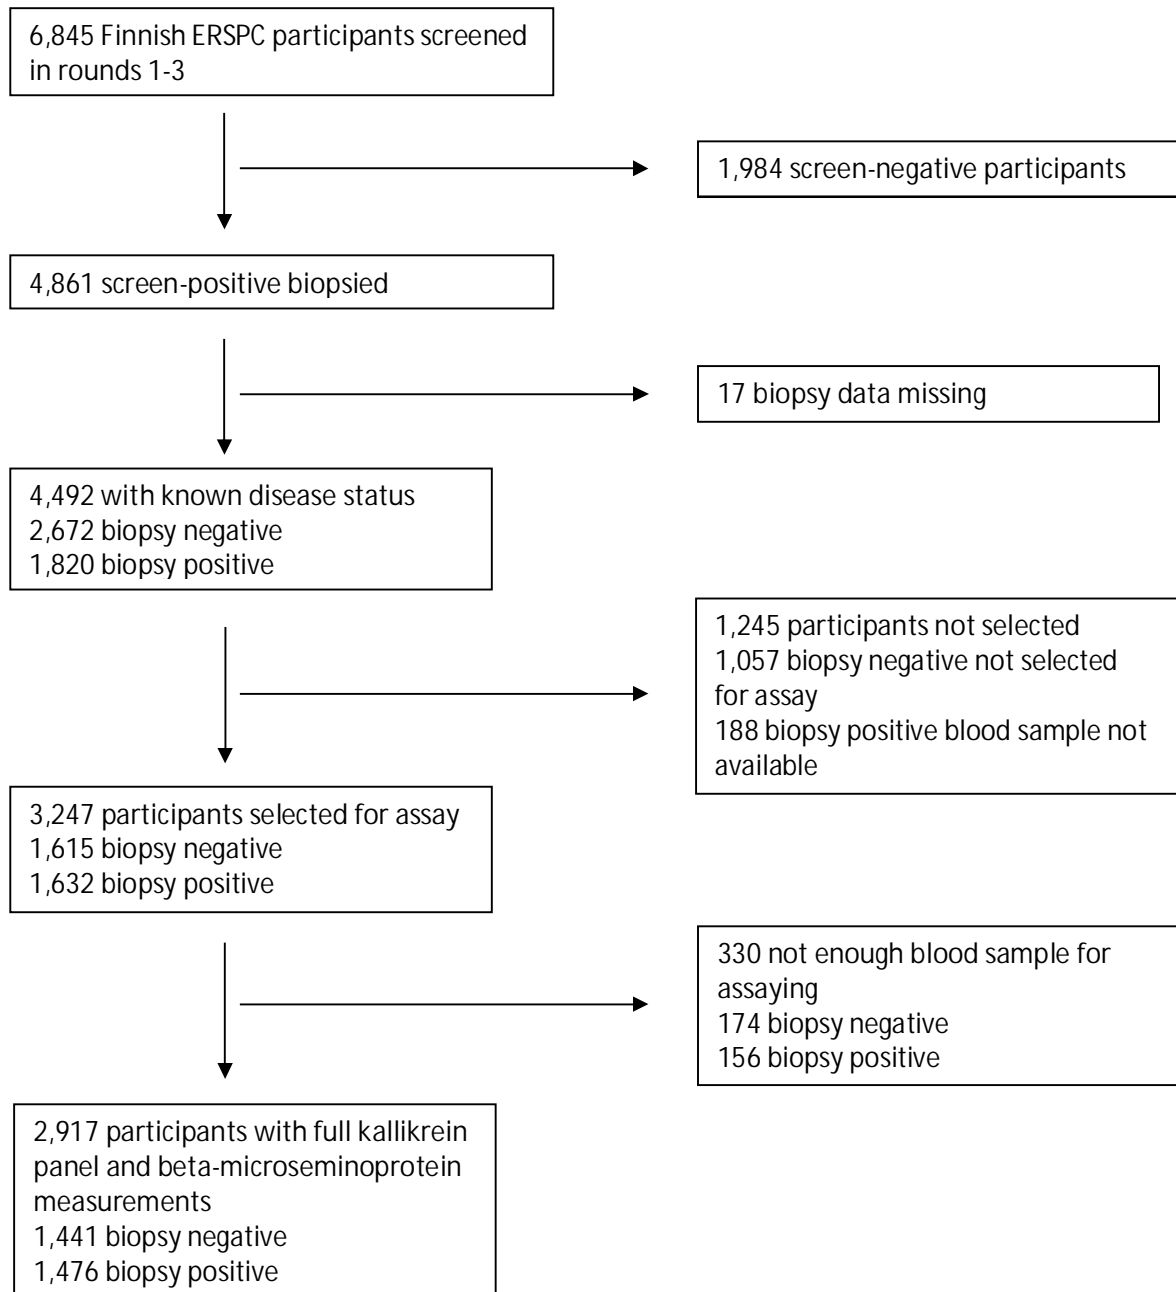 6,845 Finnish ERSPC participants screened
in rounds 1-3
1,984 screen-negative participants
4,861 screen-positive biopsied
17 biopsy data missing
4,492 with known disease status
2,672 biopsy negative
1,820 biopsy positive
1,245 participants not selected
1,057 biopsy negative not selected
for assay
188 biopsy positive blood sample not
available
3,247 participants selected for assay
1,615 biopsy negative
1,632 biopsy positive
330 not enough blood sample for
assaying
174 biopsy negative
156 biopsy positive
2,917 participants with full kallikrein
panel and beta-microseminoprotein
measurements
1,441 biopsy negative
1,476 biopsy positive